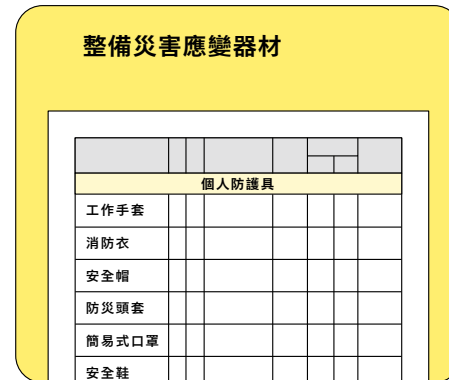 整備災害應變器材
個人防護具
工作手套
消防衣
安全帽
防災頭套
簡易式口罩
安全鞋